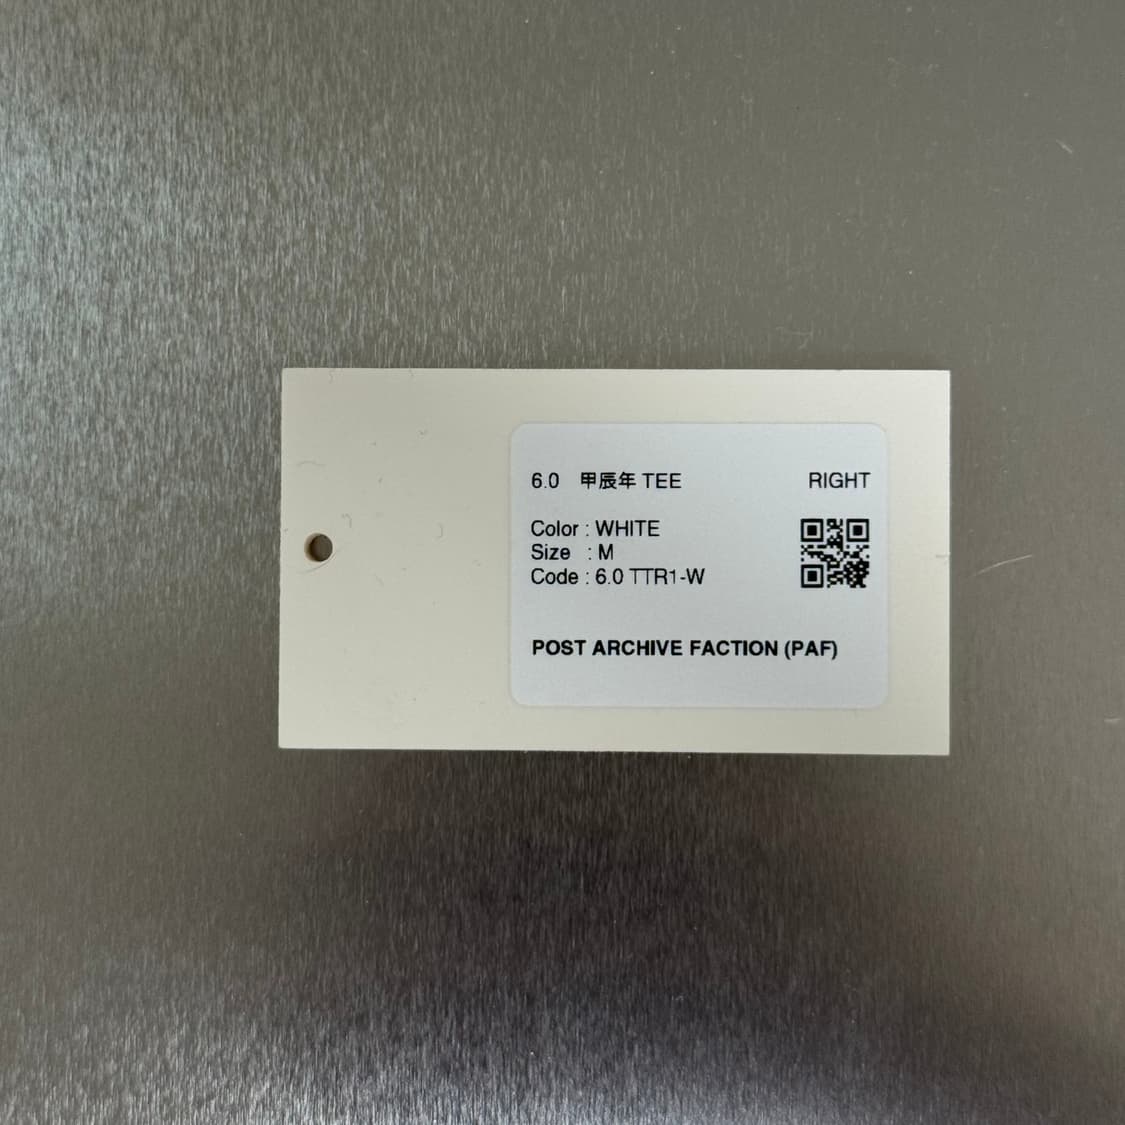 6.0 甲辰年 TEE RIGHT
Color : WHITE
Size : M
Code : 6.0 TTR1-W
POST ARCHIVE FACTION (PAF)